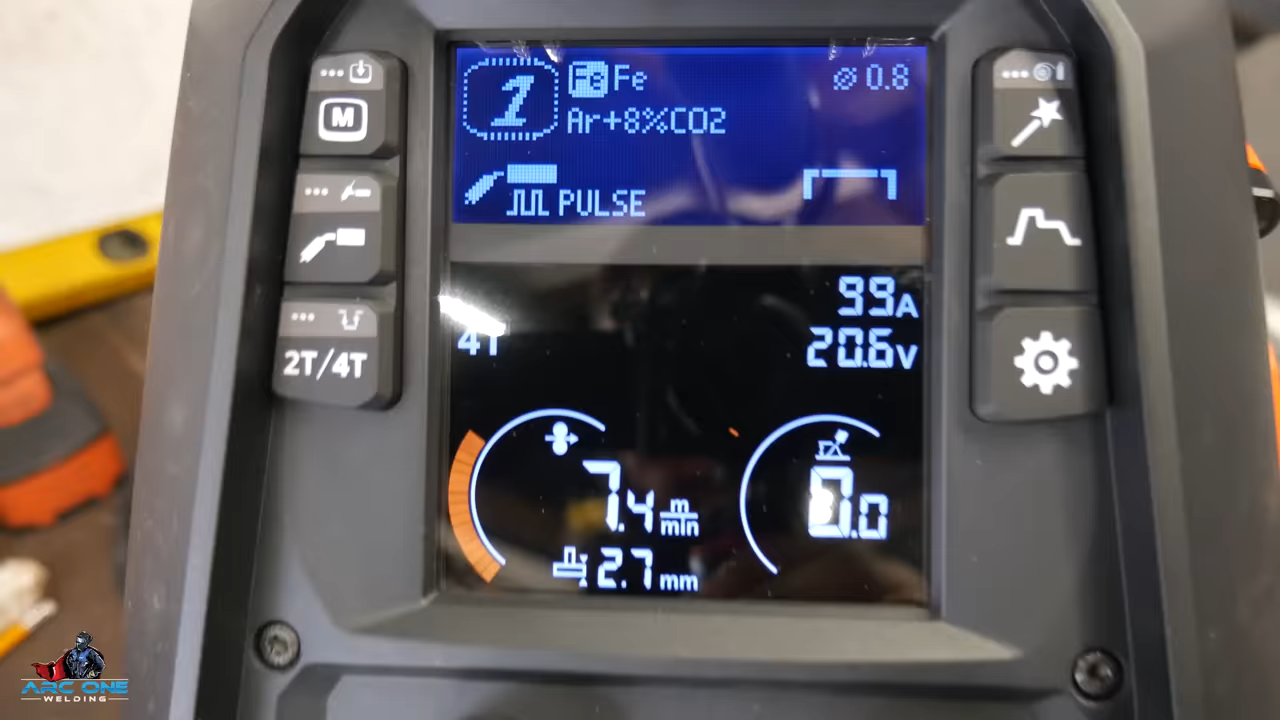 1
Fe Fe
ø 0.8
Ar+8%CO2
PULSE
M
2T/4T
99A
20.6V
4T
7.4 m/min
2.7 mm
0.0
ARC ONE
WELDING